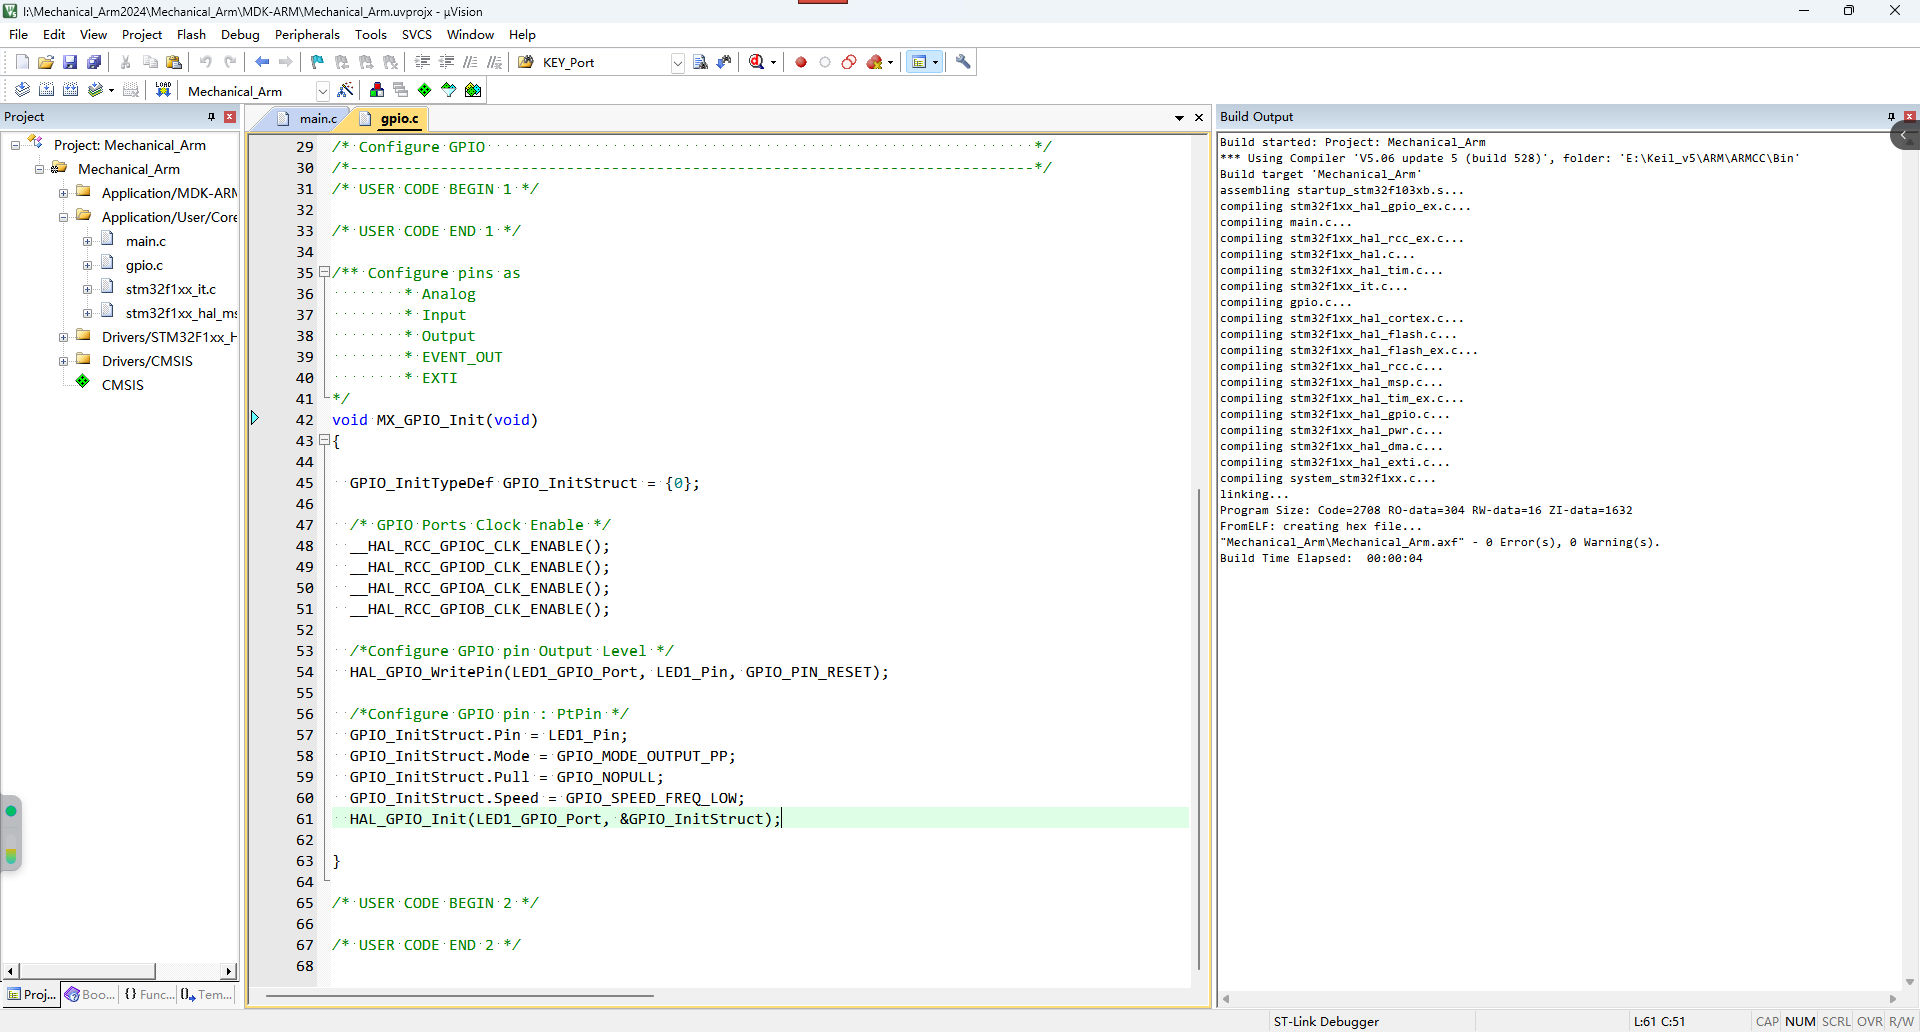 I:\Mechanical_Arm2024\Mechanical_Arm\MDK-ARM\Mechanical_Arm.uvprojx - µVision
File Edit View Project Flash Debug Peripherals Tools SVCS Window Help
KEY_Port
LOAD Mechanical_Arm
Project
Project: Mechanical_Arm
Mechanical_Arm
Application/MDK-ARM
Application/User/Core
main.c
gpio.c
stm32f1xx_it.c
stm32f1xx_hal_ms
Drivers/STM32F1xx_H
Drivers/CMSIS
CMSIS
Proj... Boo... {} Func... Tem...
main.c gpio.c
29 /* Configure GPIO */
30 /*----------------------------------------------------------------------------*/
31 /* USER CODE BEGIN 1 */
32
33 /* USER CODE END 1 */
34
35 /** Configure pins as
36 * Analog
37 * Input
38 * Output
39 * EVENT_OUT
40 * EXTI
41 */
42 void MX_GPIO_Init(void)
43 {
44
45 GPIO_InitTypeDef GPIO_InitStruct = {0};
46
47 /* GPIO Ports Clock Enable */
48 __HAL_RCC_GPIOC_CLK_ENABLE();
49 __HAL_RCC_GPIOD_CLK_ENABLE();
50 __HAL_RCC_GPIOA_CLK_ENABLE();
51 __HAL_RCC_GPIOB_CLK_ENABLE();
52
53 /*Configure GPIO pin Output Level */
54 HAL_GPIO_WritePin(LED1_GPIO_Port, LED1_Pin, GPIO_PIN_RESET);
55
56 /*Configure GPIO pin : PtPin */
57 GPIO_InitStruct.Pin = LED1_Pin;
58 GPIO_InitStruct.Mode = GPIO_MODE_OUTPUT_PP;
59 GPIO_InitStruct.Pull = GPIO_NOPULL;
60 GPIO_InitStruct.Speed = GPIO_SPEED_FREQ_LOW;
61 HAL_GPIO_Init(LED1_GPIO_Port, &GPIO_InitStruct);
62
63 }
64
65 /* USER CODE BEGIN 2 */
66
67 /* USER CODE END 2 */
68
Build Output
Build started: Project: Mechanical_Arm
*** Using Compiler 'V5.06 update 5 (build 528)', folder: 'E:\Keil_v5\ARM\ARMCC\Bin'
Build target 'Mechanical_Arm'
assembling startup_stm32f103xb.s...
compiling stm32f1xx_hal_gpio_ex.c...
compiling main.c...
compiling stm32f1xx_hal_rcc_ex.c...
compiling stm32f1xx_hal.c...
compiling stm32f1xx_hal_tim.c...
compiling stm32f1xx_it.c...
compiling gpio.c...
compiling stm32f1xx_hal_cortex.c...
compiling stm32f1xx_hal_flash.c...
compiling stm32f1xx_hal_flash_ex.c...
compiling stm32f1xx_hal_rcc.c...
compiling stm32f1xx_hal_msp.c...
compiling stm32f1xx_hal_tim_ex.c...
compiling stm32f1xx_hal_gpio.c...
compiling stm32f1xx_hal_pwr.c...
compiling stm32f1xx_hal_dma.c...
compiling stm32f1xx_hal_exti.c...
compiling system_stm32f1xx.c...
linking...
Program Size: Code=2708 RO-data=304 RW-data=16 ZI-data=1632
FromELF: creating hex file...
"Mechanical_Arm\Mechanical_Arm.axf" - 0 Error(s), 0 Warning(s).
Build Time Elapsed:  00:00:04
ST-Link Debugger L:61 C:51 CAP NUM SCRL OVR R/W